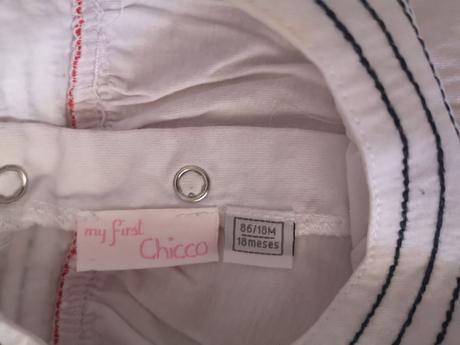 my first
Chicco
86/18M
18meses